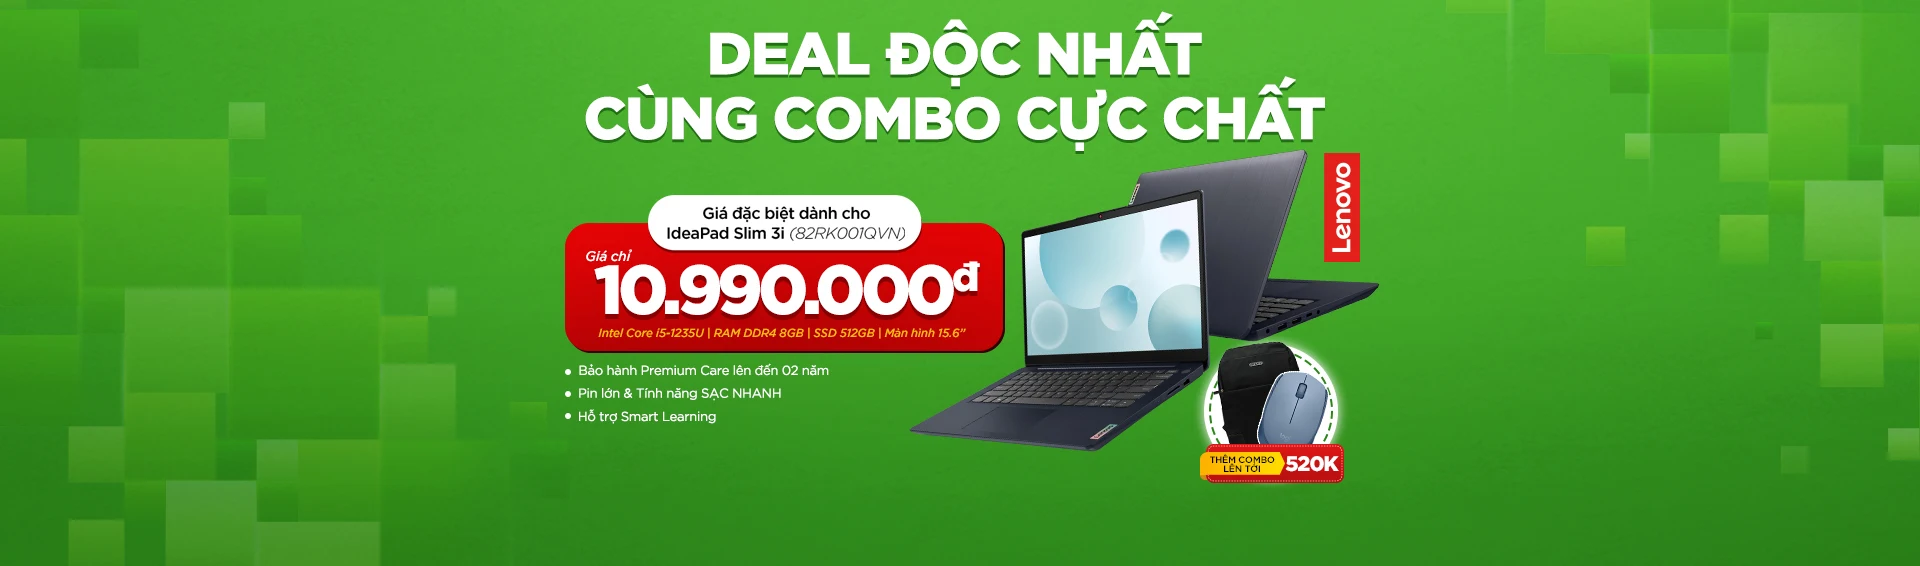 DEAL ĐỘC NHẤT
CÙNG COMBO CỰC CHẤT
Lenovo
Giá đặc biệt dành cho
IdeaPad Slim 3i (82RK001QVN)
Giá chỉ
10.990.000đ
Intel Core i5-1235U | RAM DDR4 8GB | SSD 512GB | Màn hình 15.6"
• Bảo hành Premium Care lên đến 02 năm
• Pin lớn & Tính năng SẠC NHANH
• Hỗ trợ Smart Learning
THÊM COMBO
LÊN TỚI
520K